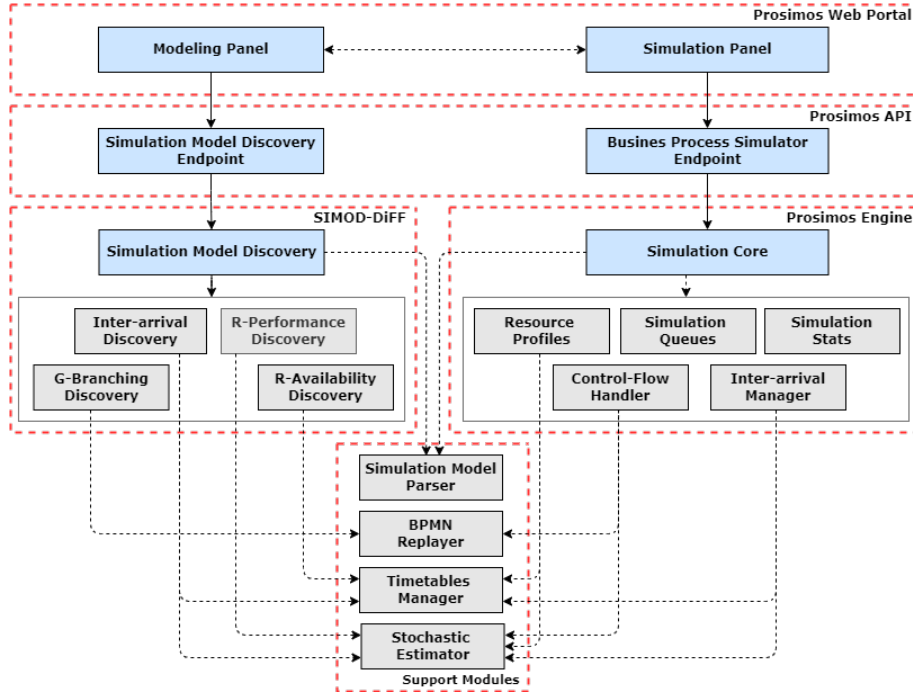 Prosimos Web Portal
Modeling Panel
Simulation Panel
Prosimos API
Simulation Model Discovery
Endpoint
Busines Process Simulator
Endpoint
SIMOD-DiFF
Prosimos Engine
Simulation Model Discovery
Simulation Core
Inter-arrival
Discovery
R-Performance
Discovery
G-Branching
Discovery
R-Availability
Discovery
Resource
Profiles
Simulation
Queues
Simulation
Stats
Control-Flow
Handler
Inter-arrival
Manager
Simulation Model
Parser
BPMN
Replayer
Timetables
Manager
Stochastic
Estimator
Support Modules